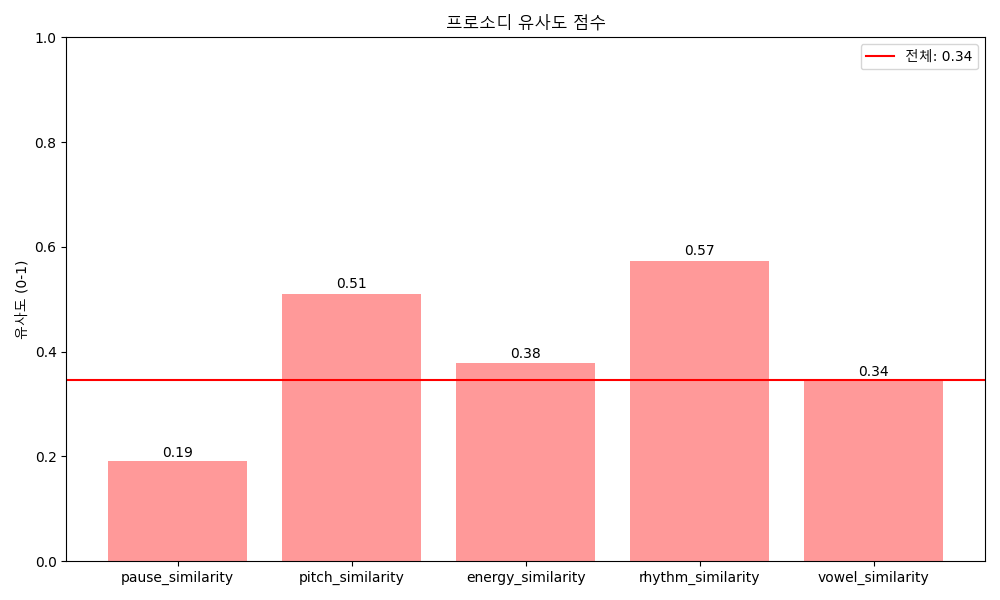 프로소디 유사도 점수
전체: 0.34
유사도 (0-1)
1.0
0.8
0.6
0.4
0.2
0.0
0.19
0.51
0.38
0.57
0.34
pause_similarity
pitch_similarity
energy_similarity
rhythm_similarity
vowel_similarity